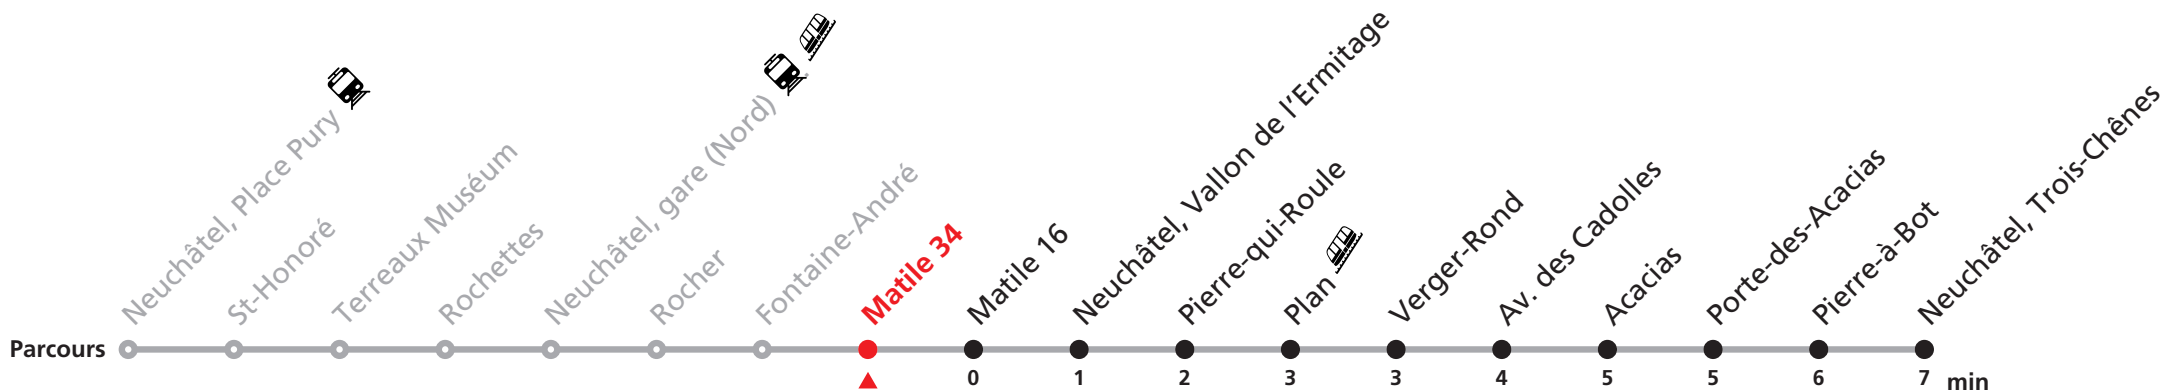 Neuchâtel, Place Pury
St-Honoré
Terreaux Muséum
Rochettes
Neuchâtel, gare (Nord)
Rocher
Fontaine-André
Matile 34
Matile 16
Neuchâtel, Vallon de l'Ermitage
Pierre-qui-Roule
Plan
Verger-Rond
Av. des Cadolles
Acacias
Porte-des-Acacias
Pierre-à-Bot
Neuchâtel, Trois-Chênes
Parcours
0 1 2 3 3 4 5 5 6 7 min